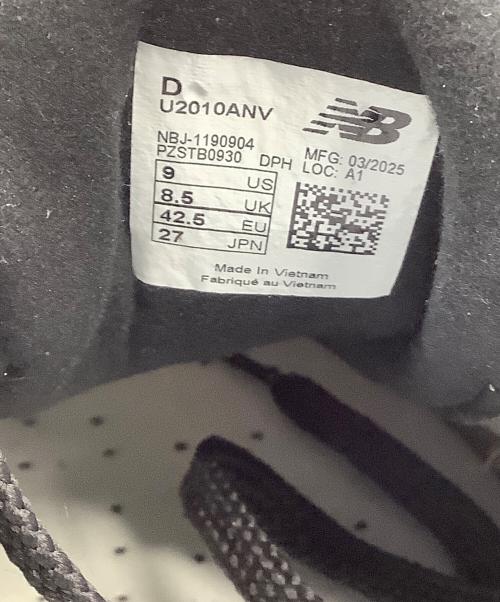 D
U2010ANV
NB
NBJ-1190904
PZSTB0930 DPH
MFG: 03/2025
LOC: A1
9 US
8.5 UK
42.5 EU
27 JPN
Made In Vietnam
Fabriqué au Vietnam